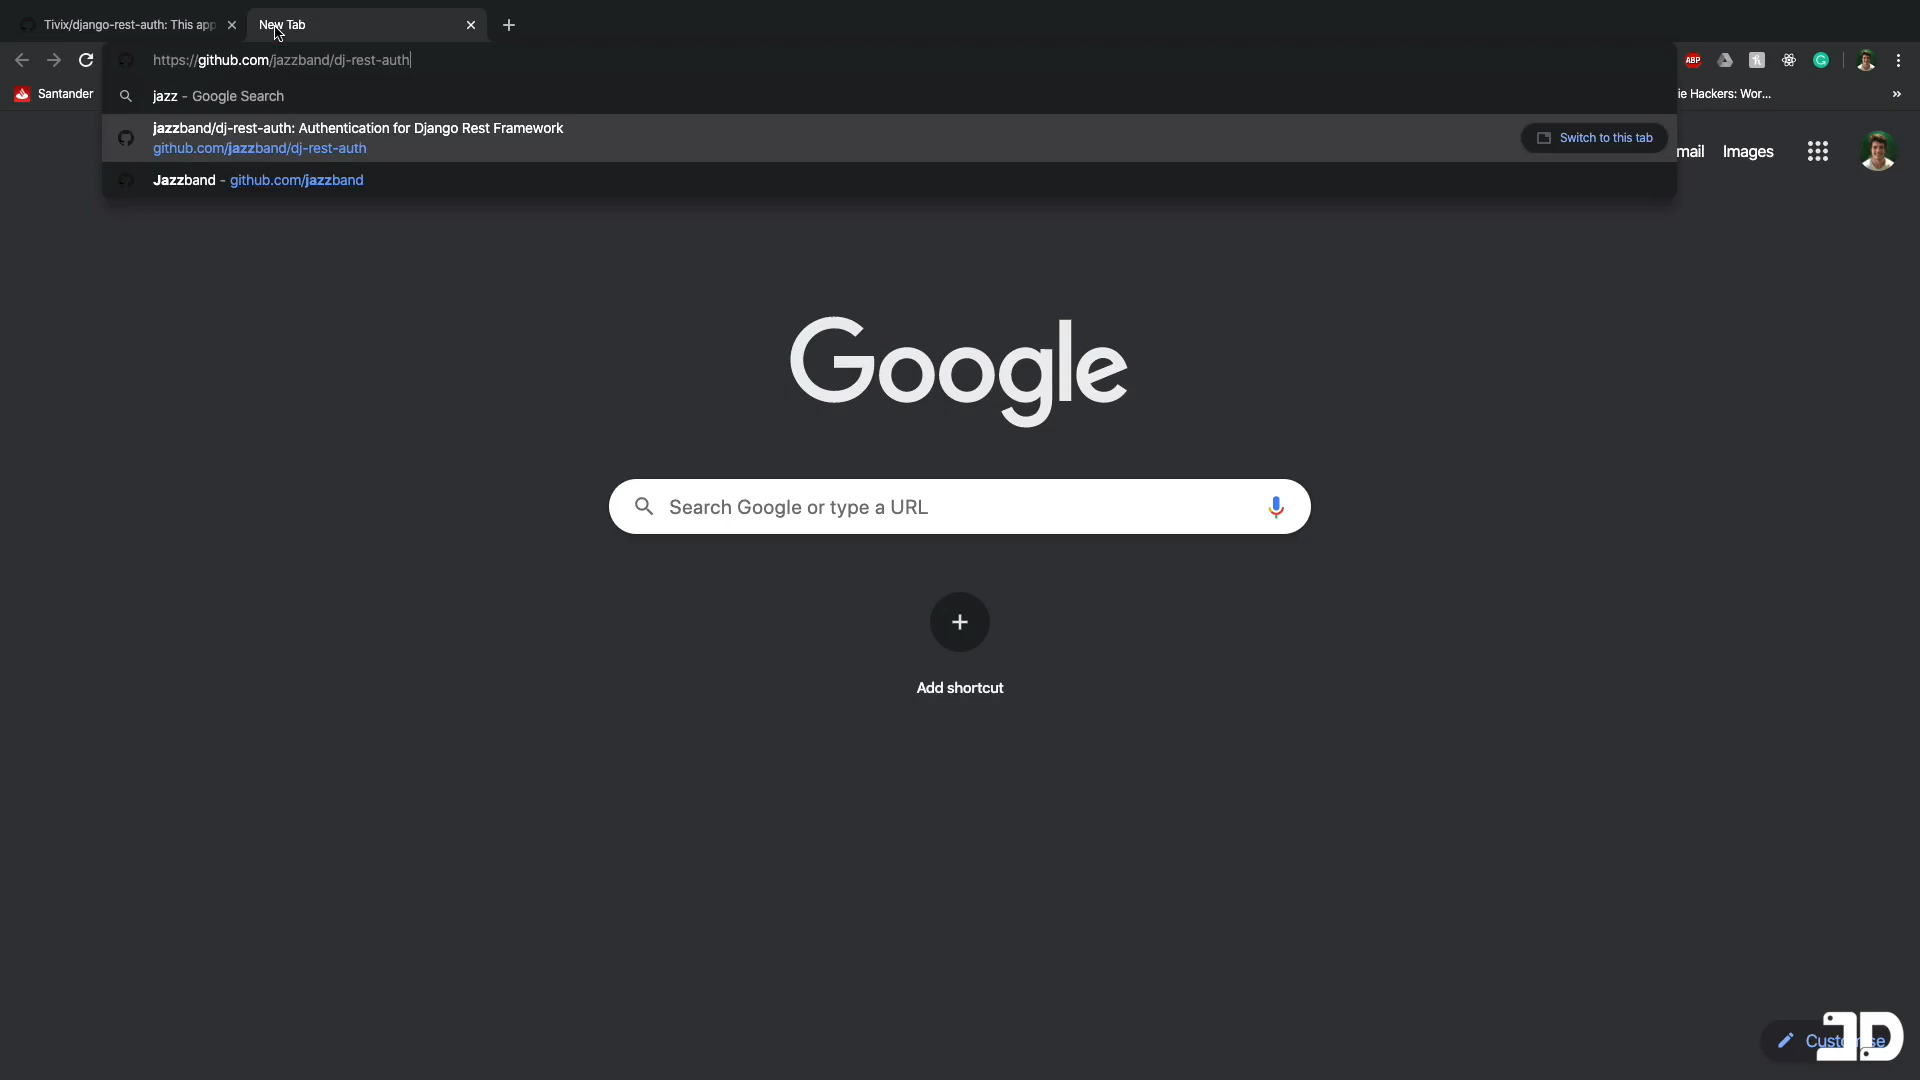 Tivix/django-rest-auth: This app
New Tab
https://github.com/jazzband/dj-rest-auth
ABP
Santander
jazz - Google Search
ie Hackers: Wor...
jazzband/dj-rest-auth: Authentication for Django Rest Framework
github.com/jazzband/dj-rest-auth
Switch to this tab
mail
Images
Jazzband - github.com/jazzband
Google
Search Google or type a URL
Add shortcut
JD